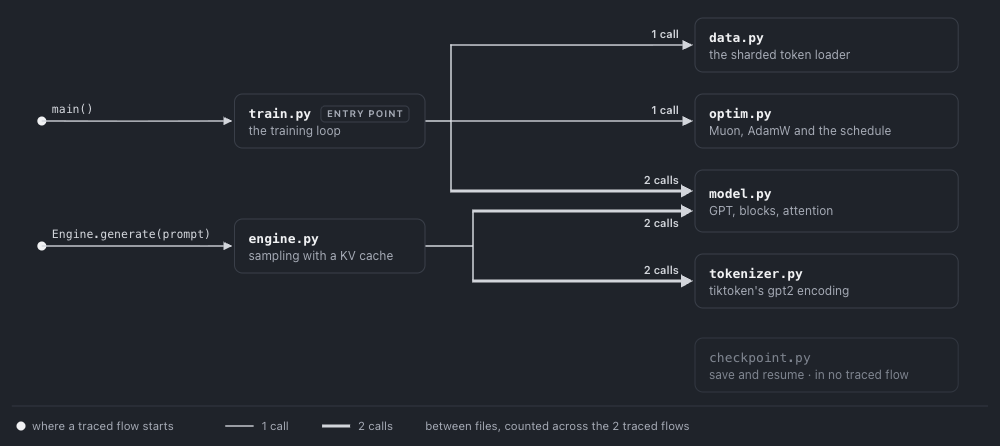 1 call
data.py
the sharded token loader
main()
train.py ENTRY POINT
the training loop
1 call
optim.py
Muon, AdamW and the schedule
2 calls
model.py
GPT, blocks, attention
2 calls
Engine.generate(prompt)
engine.py
sampling with a KV cache
2 calls
tokenizer.py
tiktoken's gpt2 encoding
checkpoint.py
save and resume · in no traced flow
where a traced flow starts
1 call
2 calls
between files, counted across the 2 traced flows